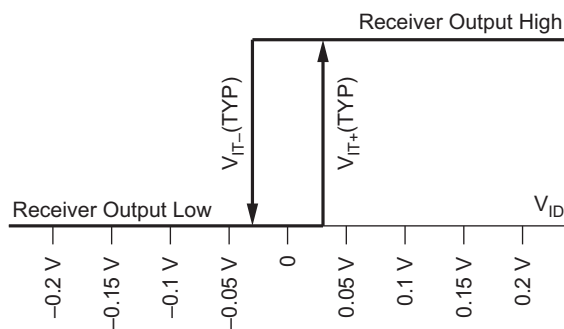 Receiver Output High
V_IT–(TYP)
V_IT+(TYP)
Receiver Output Low
V_ID
–0.2 V
–0.15 V
–0.1 V
–0.05 V
0
0.05 V
0.1 V
0.15 V
0.2 V